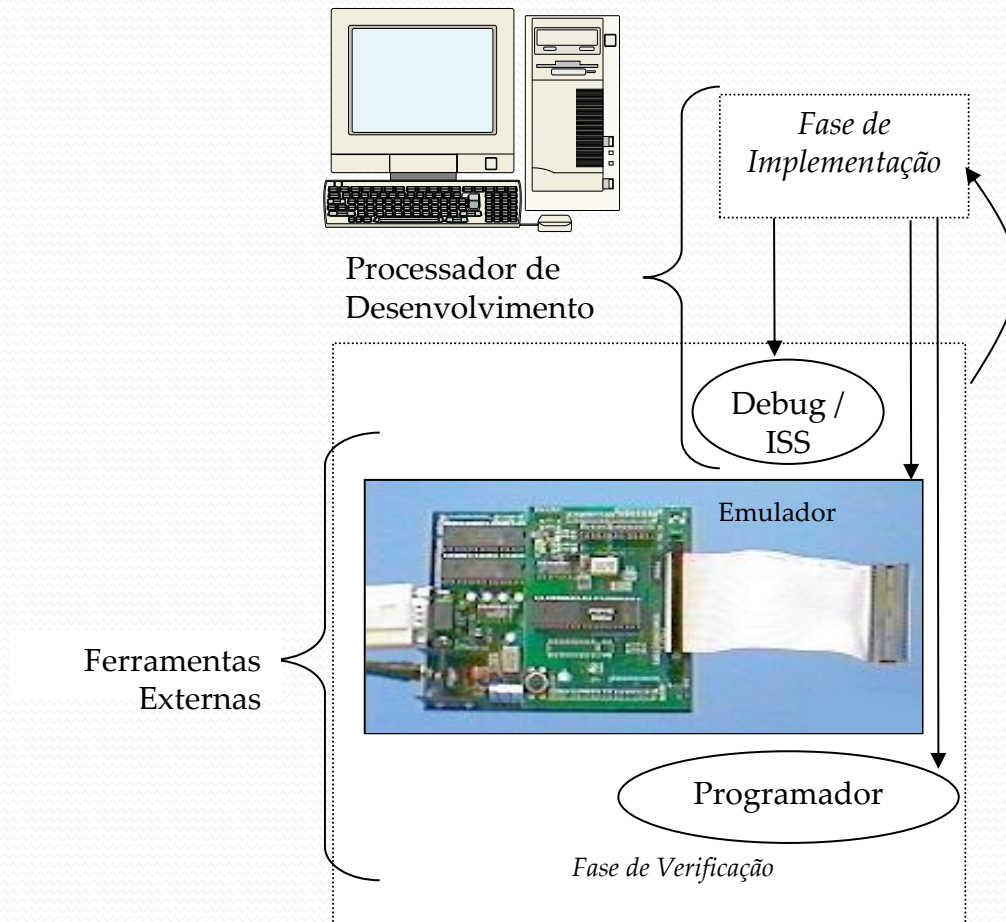 Fase de
Implementação
Processador de
Desenvolvimento
Debug /
ISS
Emulador
Ferramentas
Externas
Programador
Fase de Verificação